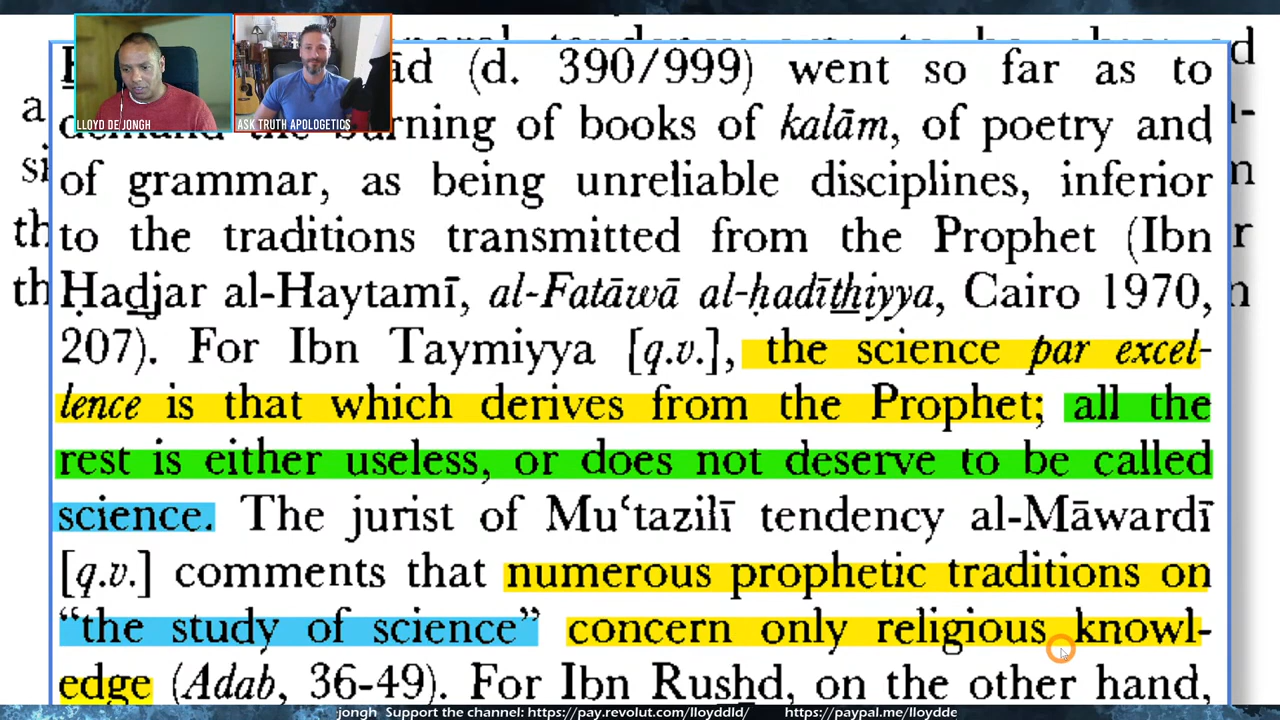 LLOYD DE JONGH
ASK TRUTH APOLOGETICS
(d. 390/999) went so far as to
burning of books of kalām, of poetry and
of grammar, as being unreliable disciplines, inferior
to the traditions transmitted from the Prophet (Ibn
Ḥadjar al-Haytamī, al-Fatāwā al-ḥadīthiyya, Cairo 1970,
207). For Ibn Taymiyya [q.v.], the science par excel-
lence is that which derives from the Prophet; all the
rest is either useless, or does not deserve to be called
science. The jurist of Muʿtazilī tendency al-Māwardī
[q.v.] comments that numerous prophetic traditions on
“the study of science” concern only religious knowl-
edge (Adab, 36-49). For Ibn Rushd, on the other hand,
jongh Support the channel: https://pay.revolut.com/lloyddld/ https://paypal.me/lloydde